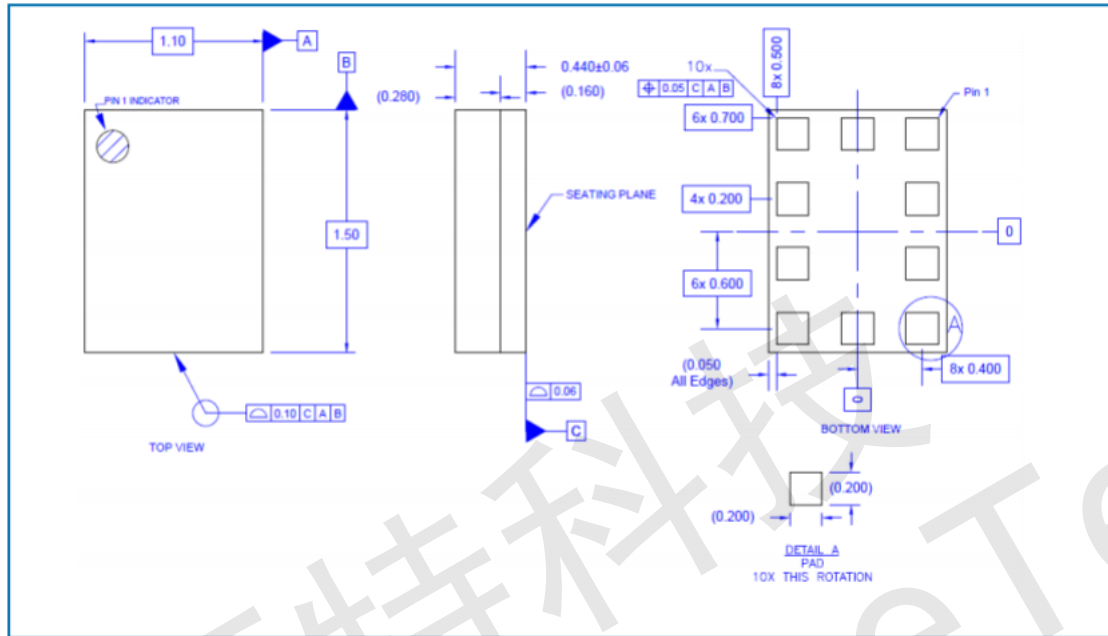 1.10
A
B
PIN 1 INDICATOR
1.50
0.10 C A B
TOP VIEW
0.440±0.06
(0.280)
(0.160)
SEATING PLANE
0.06
C
10x
0.05 C A B
8x 0.500
Pin 1
6x 0.700
4x 0.200
0
6x 0.600
A
(0.050
All Edges)
8x 0.400
0
BOTTOM VIEW
(0.200)
(0.200)
DETAIL A
PAD
10X THIS ROTATION
特科技
eTe